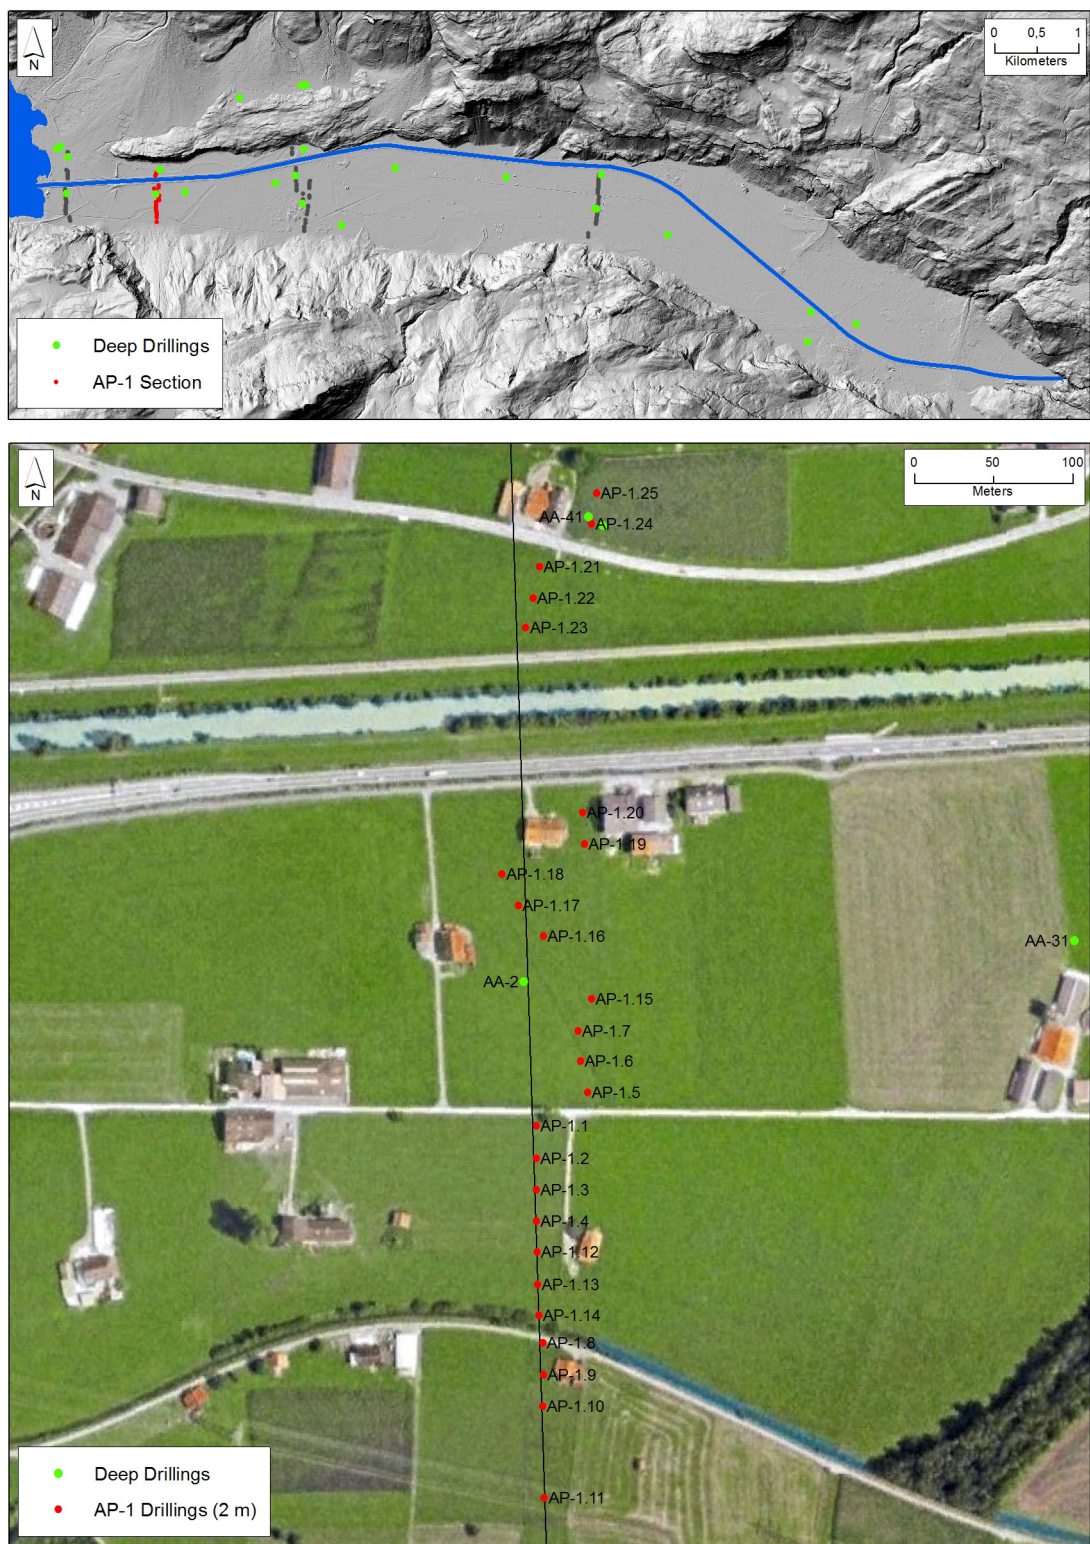 N
0 0,5 1
Kilometers
Deep Drillings
AP-1 Section
N
0 50 100
Meters
AP-1.25
AA-41
AP-1.24
AP-1.21
AP-1.22
AP-1.23
AP-1.20
AP-1.19
AP-1.18
AP-1.17
AP-1.16
AA-31
AA-2
AP-1.15
AP-1.7
AP-1.6
AP-1.5
AP-1.1
AP-1.2
AP-1.3
AP-1.4
AP-1.12
AP-1.13
AP-1.14
AP-1.8
AP-1.9
AP-1.10
Deep Drillings
AP-1.11
AP-1 Drillings (2 m)